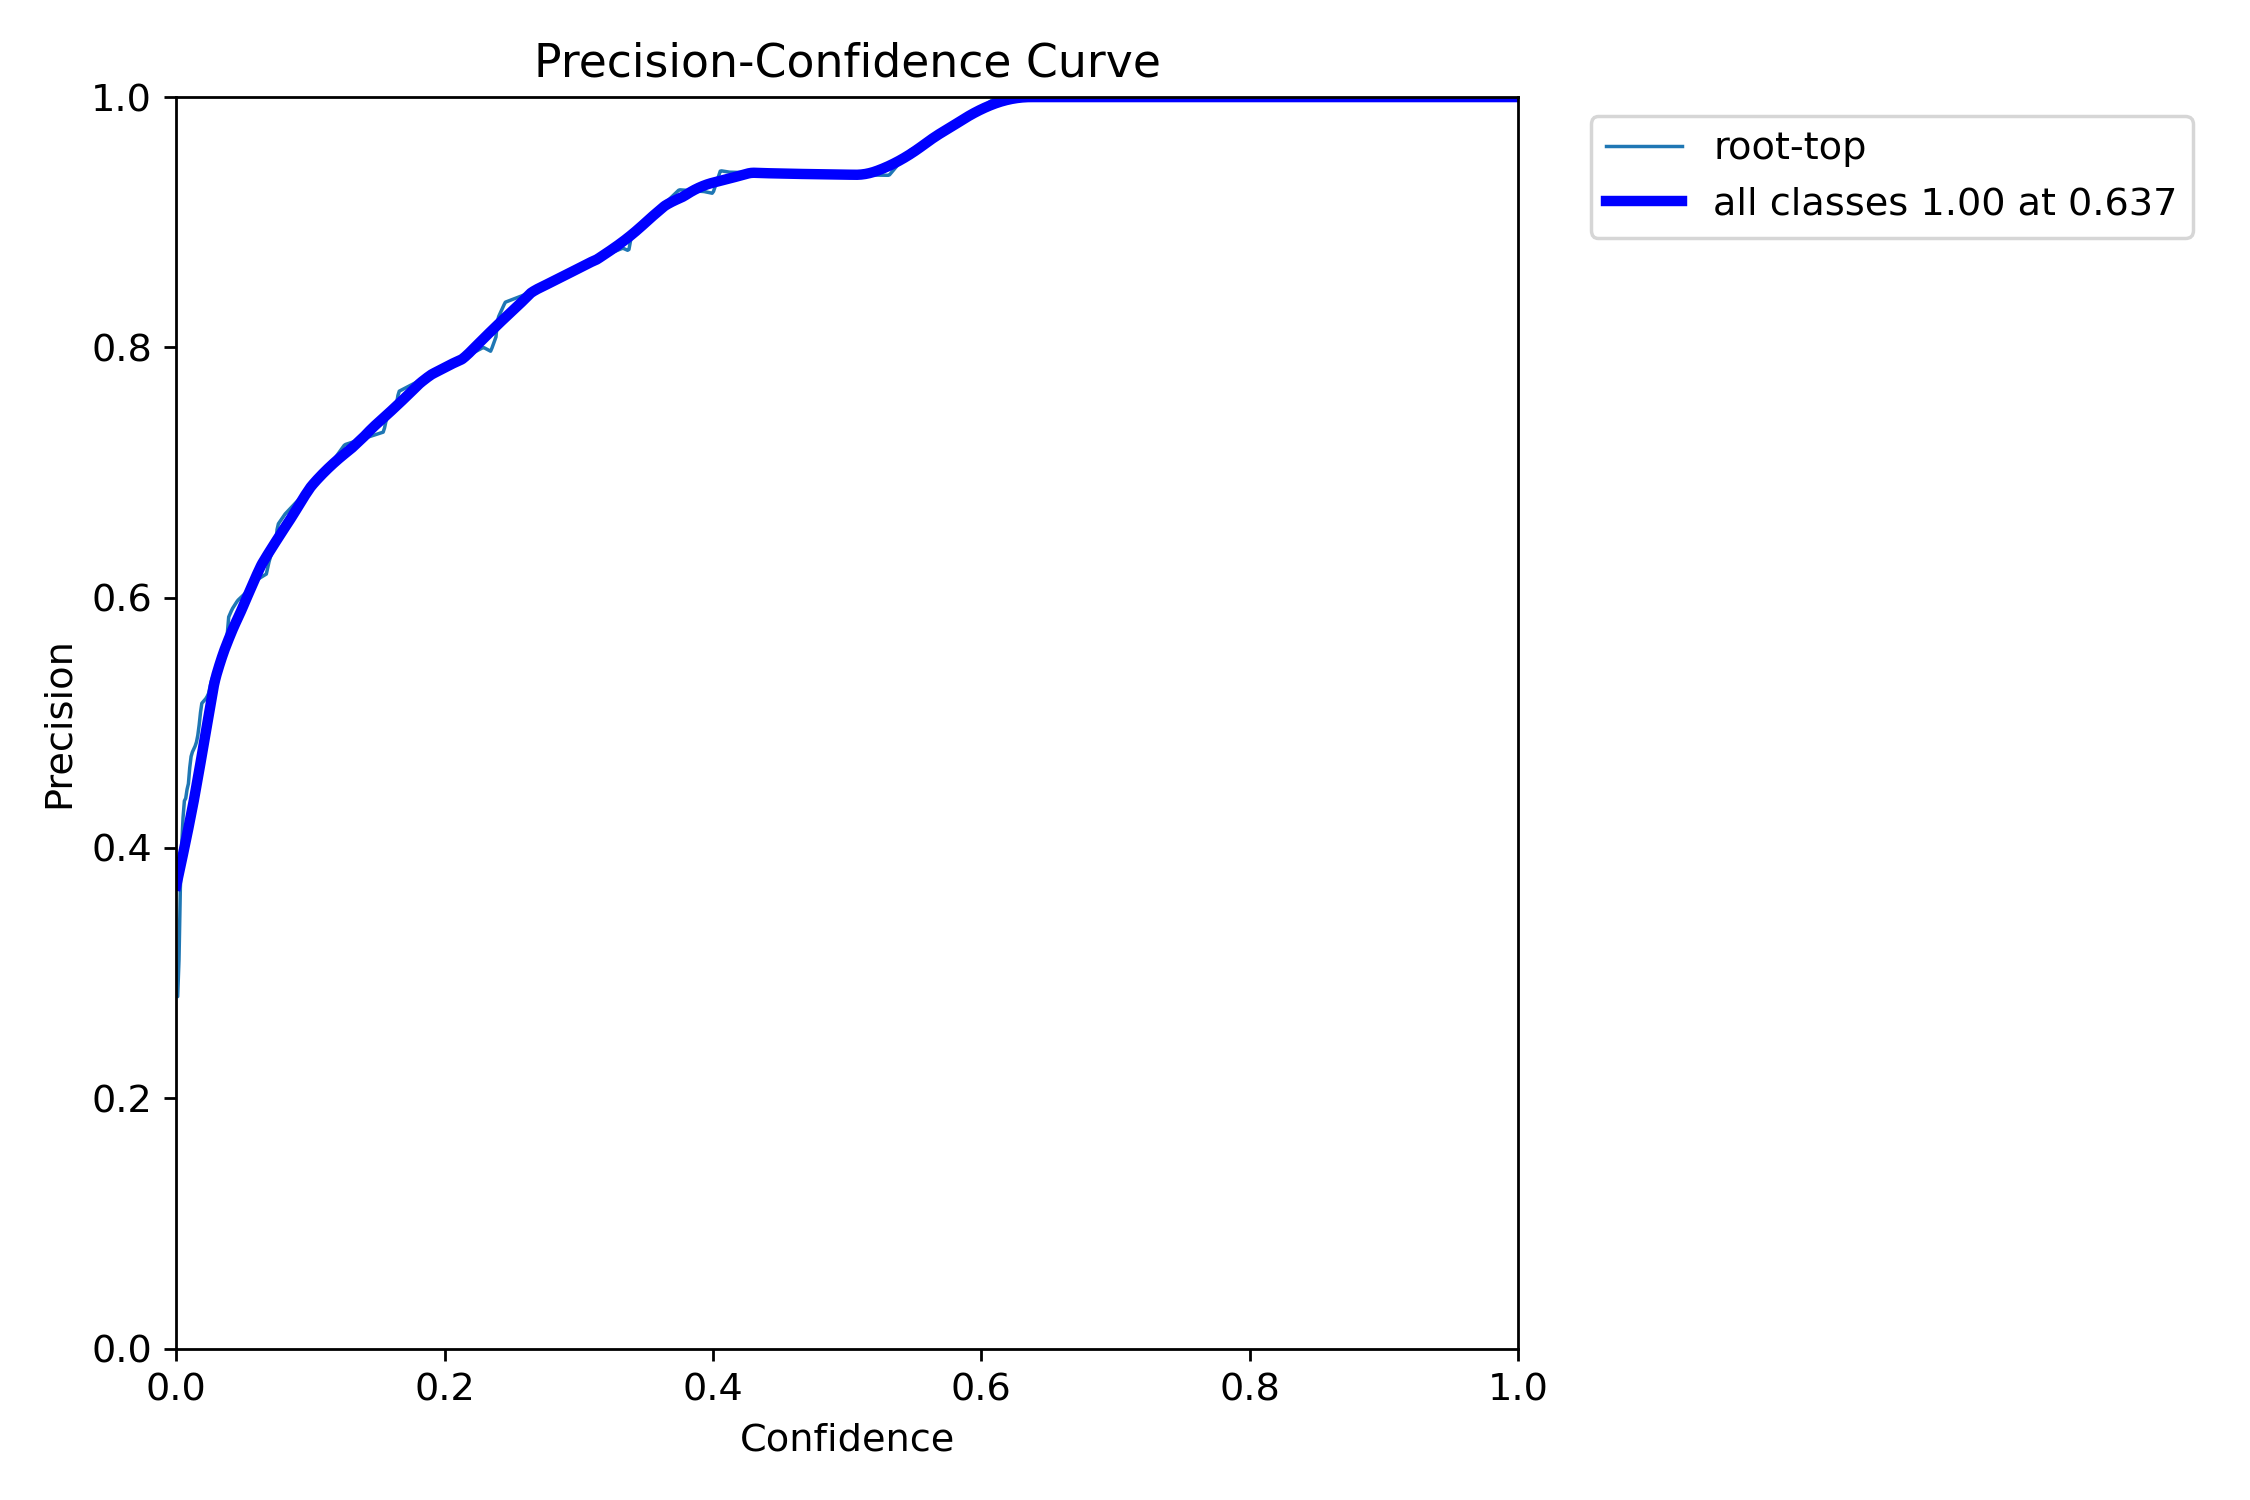 Precision-Confidence Curve
1.0
0.8
0.6
0.4
0.2
0.0
Precision
0.0 0.2 0.4 0.6 0.8 1.0
Confidence
root-top
all classes 1.00 at 0.637